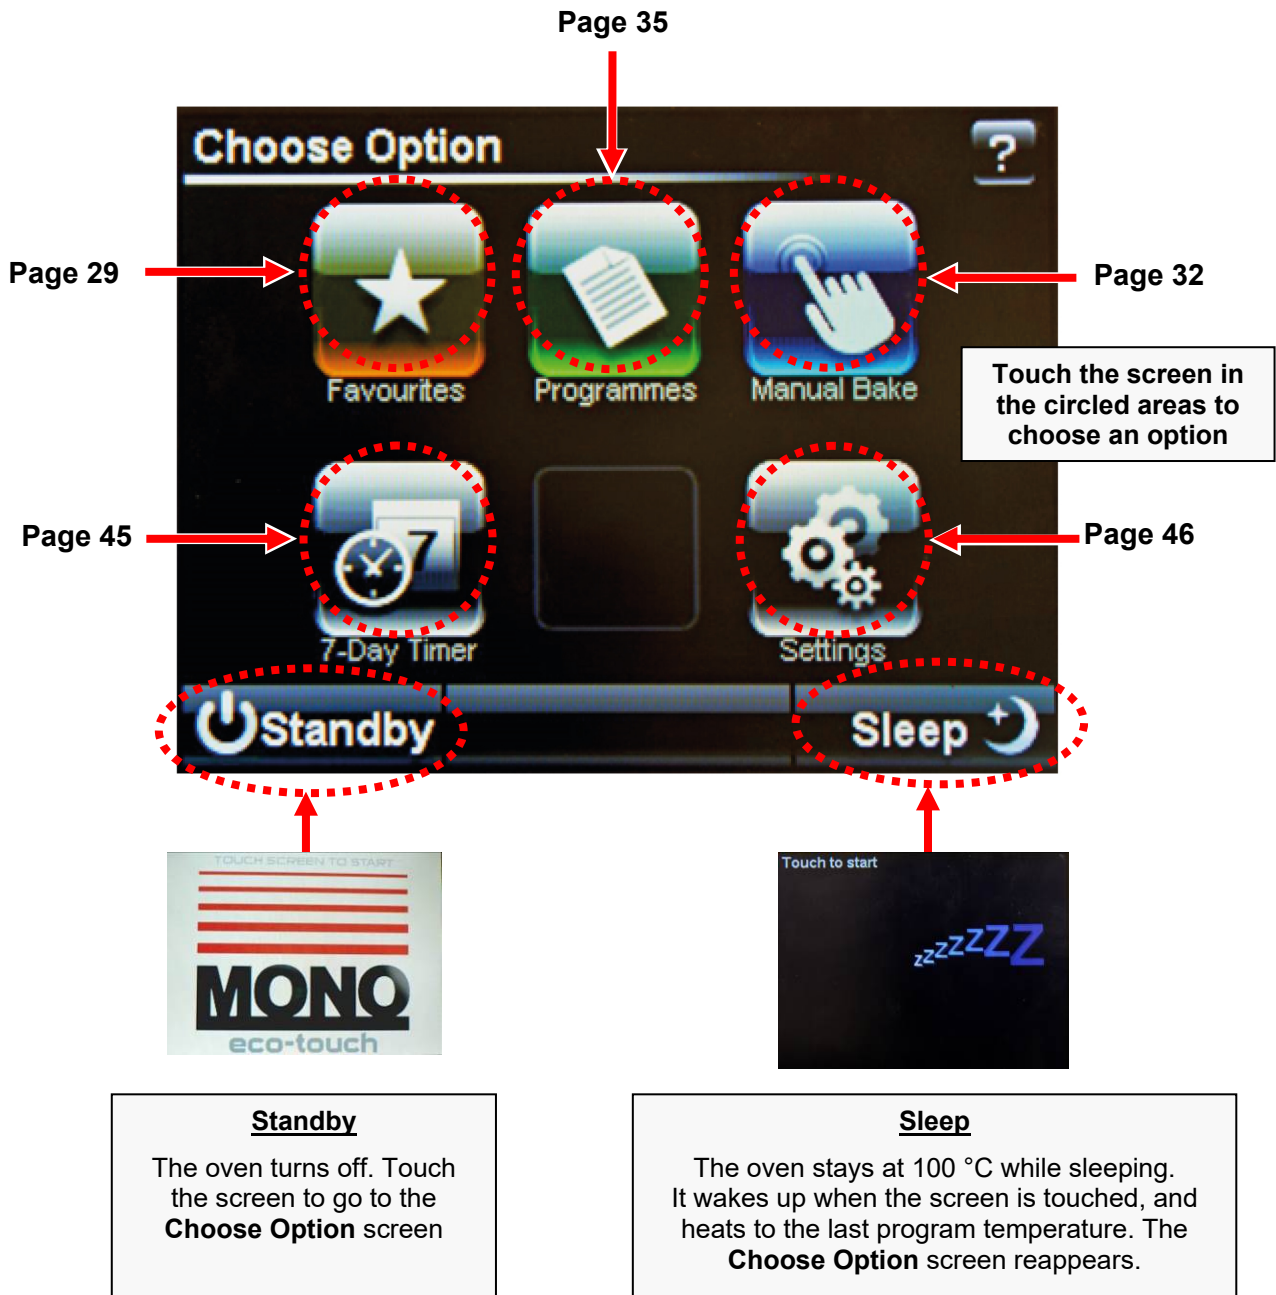 Page 35
Choose Option
?
Page 29
Page 32
Favourites
Programmes
Manual Bake
Touch the screen in
the circled areas to
choose an option
Page 45
7
Page 46
7-Day Timer
Settings
Standby
Sleep
TOUCH SCREEN TO START
MONO
eco-touch
Touch to start
zzZZZZZ
Standby
The oven turns off. Touch
the screen to go to the
Choose Option screen
Sleep
The oven stays at 100 °C while sleeping.
It wakes up when the screen is touched, and
heats to the last program temperature. The
Choose Option screen reappears.